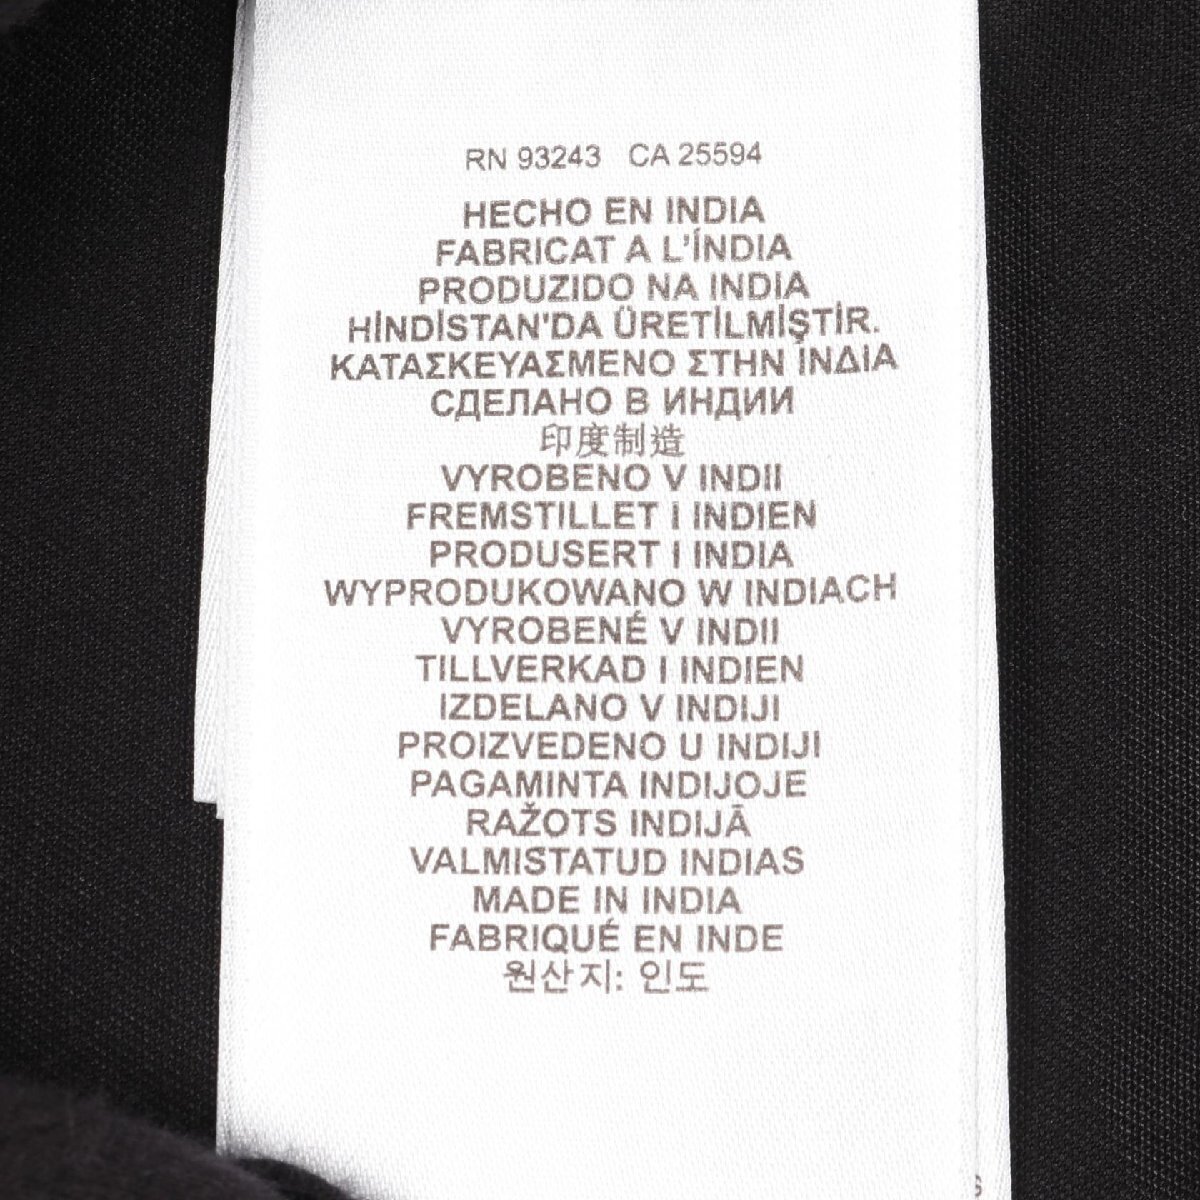 RN 93243 CA 25594
HECHO EN INDIA
FABRICAT A L'ÍNDIA
PRODUZIDO NA INDIA
HİNDİSTAN'DA ÜRETİLMİŞTİR.
ΚΑΤΑΣΚΕΥΑΣΜΕΝΟ ΣΤΗΝ ΙΝΔΙΑ
СДЕЛАНО В ИНДИИ
印度制造
VYROBENO V INDII
FREMSTILLET I INDIEN
PRODUSERT I INDIA
WYPRODUKOWANO W INDIACH
VYROBENÉ V INDII
TILLVERKAD I INDIEN
IZDELANO V INDIJI
PROIZVEDENO U INDIJI
PAGAMINTA INDIJOJE
RAŽOTS INDIJĀ
VALMISTATUD INDIAS
MADE IN INDIA
FABRIQUÉ EN INDE
원산지: 인도